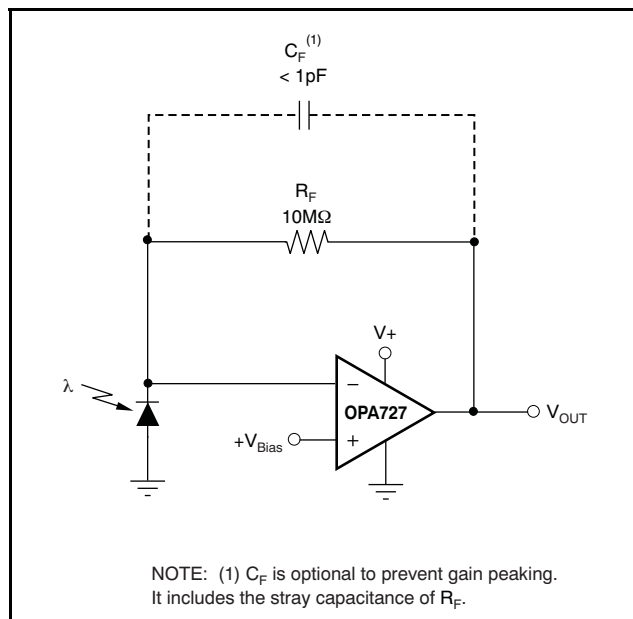 C_F^(1)
< 1pF
R_F
10MΩ
V+
λ
−
OPA727
+V_Bias
+
V_OUT
NOTE: (1) C_F is optional to prevent gain peaking.
It includes the stray capacitance of R_F.